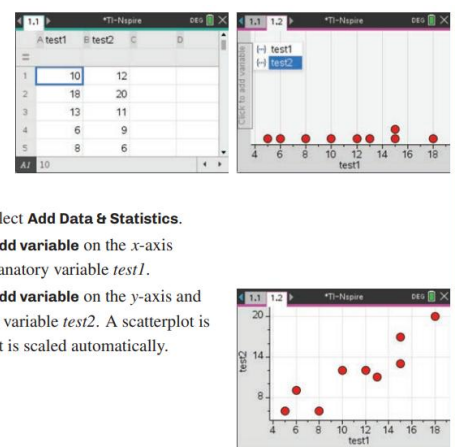 1.1 *TI-Nspire DEG
A test1 B test2 C D
=
1 10 12
2 18 20
3 13 11
4 6 9
5 8 6
A1 10
1.1 1.2 *TI-Nspire DEG
Click to add variable
test1
test2
4 6 8 10 12 14 16 18
test1
lect Add Data & Statistics.
dd variable on the x-axis
anatory variable test1.
dd variable on the y-axis and
variable test2. A scatterplot is
t is scaled automatically.
1.1 1.2 *TI-Nspire DEG
20
14
8
test2
4 6 8 10 12 14 16 18
test1